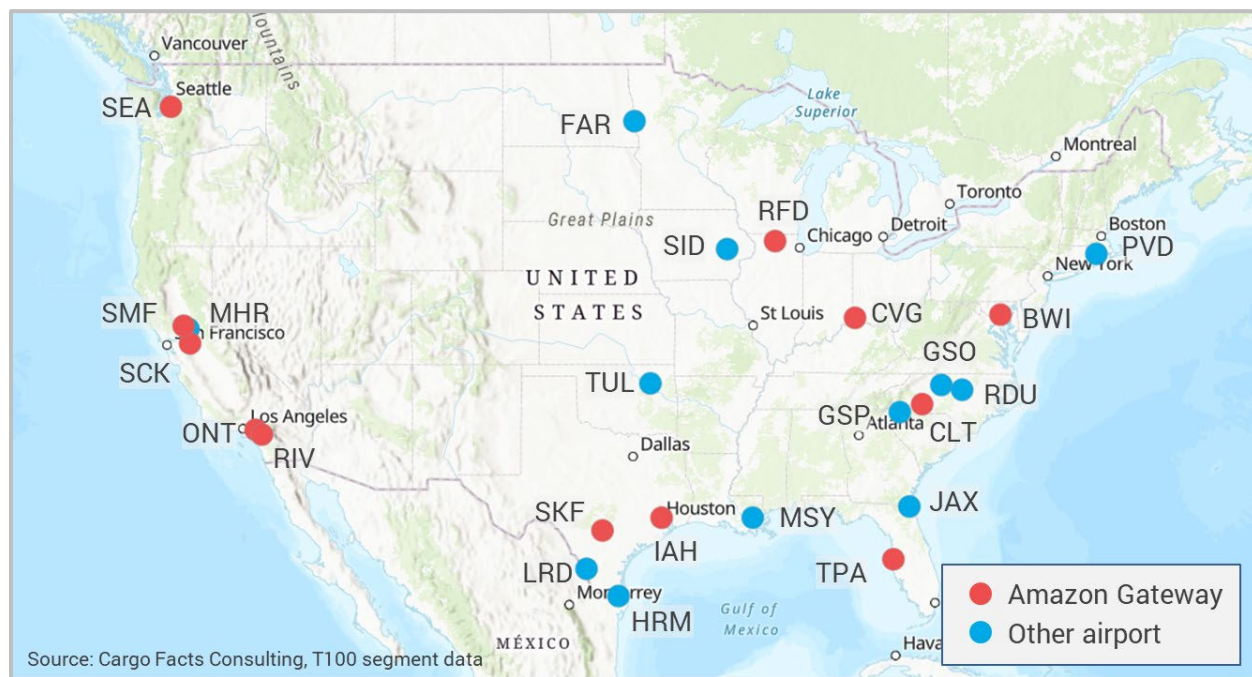 Vancouver
Mountains
Seattle
SEA
FAR
Lake
Superior
Montreal
Toronto
Great Plains
RFD
Chicago
Detroit
Boston
SID
PVD
New York
UNITED
STATES
SMF
MHR
San Francisco
St Louis
CVG
BWI
SCK
GSO
TUL
RDU
GSP
Atlanta
CLT
Los Angeles
ONT
RIV
Dallas
SKF
Houston
MSY
JAX
IAH
LRD
TPA
Monterrey
HRM
Gulf of
Mexico
MÉXICO
Hava
Amazon Gateway
Other airport
Source: Cargo Facts Consulting, T100 segment data